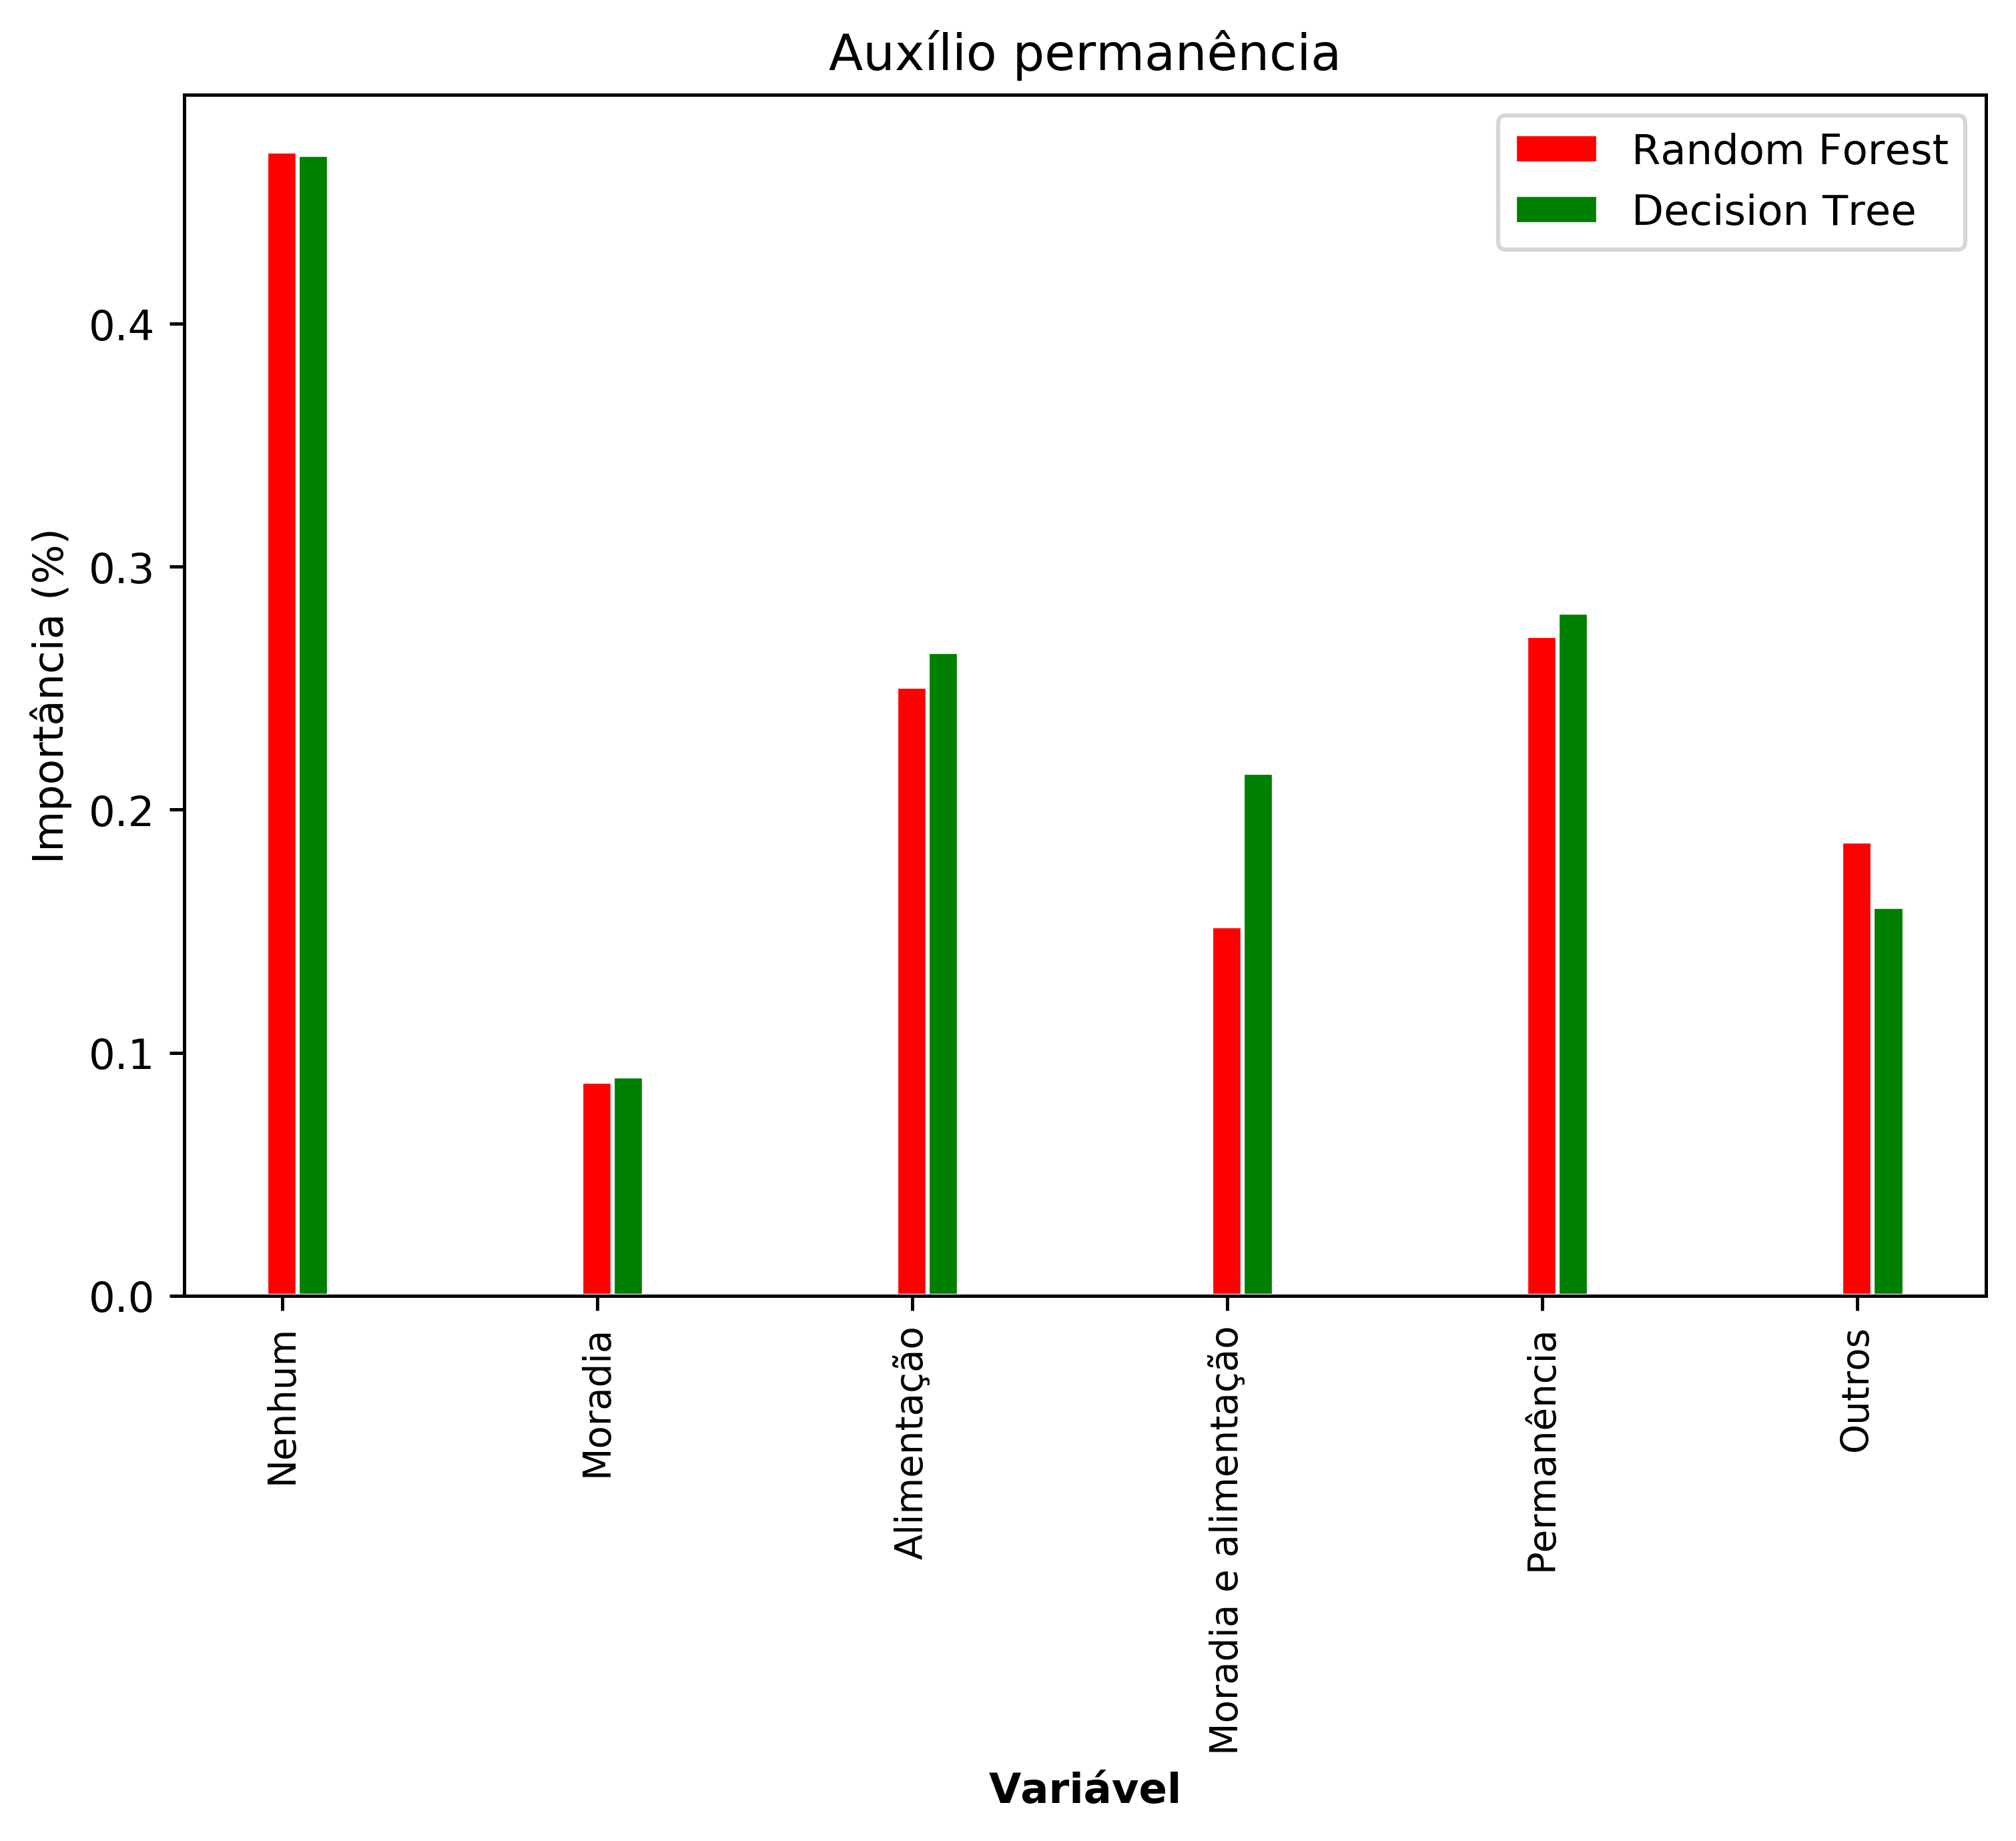 Auxílio permanência
Random Forest
Decision Tree
Importância (%)
0.4
0.3
0.2
0.1
0.0
Nenhum
Moradia
Alimentação
Moradia e alimentação
Permanência
Outros
Variável